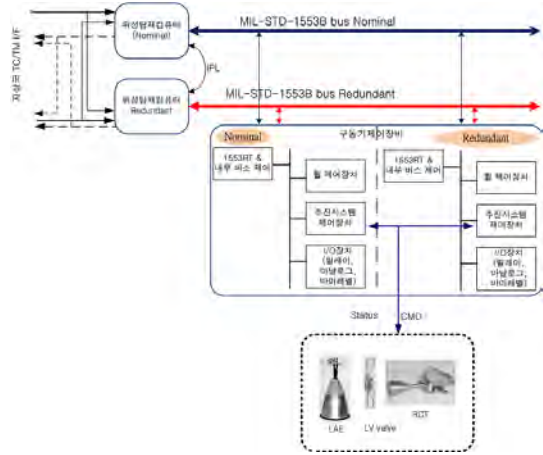 MIL-STD-1553B bus Nominal
위성탑재컴퓨터
(Nominal)
지상국 TC/TM I/F
IPL
위성탑재컴퓨터
Redundant
MIL-STD-1553B bus Redundant
구동기제어장비
Nominal
Redundant
1553RT &
내부 버스 제어
1553RT &
내부 버스 제어
휠 제어장치
휠 제어장치
추진시스템
제어장치
추진시스템
제어장치
I/O장치
(릴레이,
아날로그,
바이레벨)
I/O장치
(릴레이,
아날로그,
바이레벨)
Status
CMD
LAE
LV valve
RDT